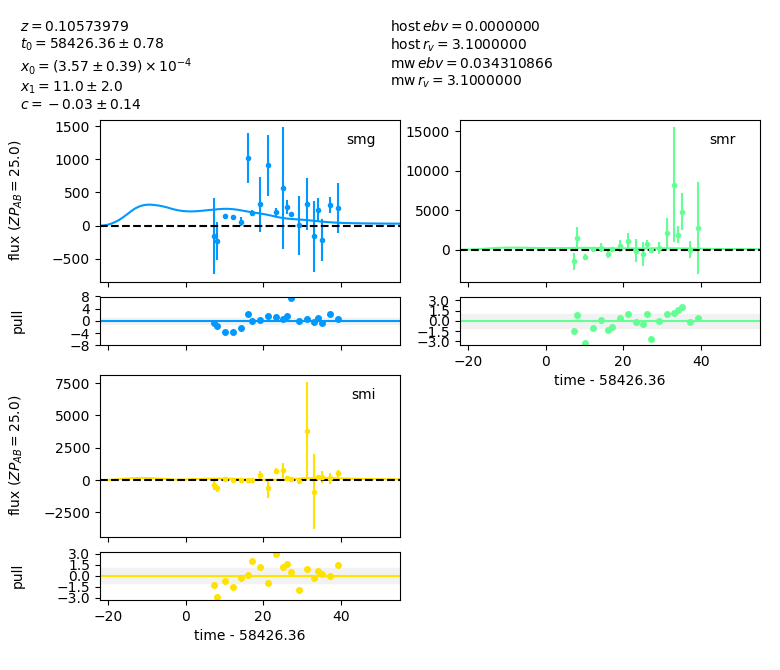 z = 0.10573979
t₀ = 58426.36 ± 0.78
x₀ = (3.57 ± 0.39) × 10⁻⁴
x₁ = 11.0 ± 2.0
c = −0.03 ± 0.14
host ebv = 0.0000000
host r_v = 3.1000000
mw ebv = 0.034310866
mw r_v = 3.1000000
smg
flux (ZP_AB = 25.0)
1500
1000
500
0
−500
smr
15000
10000
5000
0
pull
8
4
0
−4
−8
3.0
1.5
0.0
−1.5
−3.0
−20 0 20 40
time - 58426.36
smi
flux (ZP_AB = 25.0)
7500
5000
2500
0
−2500
pull
3.0
1.5
0.0
−1.5
−3.0
−20 0 20 40
time - 58426.36